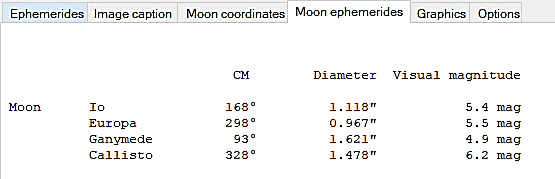 Ephemerides Image caption Moon coordinates Moon ephemerides Graphics Options
CM Diameter Visual magnitude
Moon Io 168° 1.118" 5.4 mag
Europa 298° 0.967" 5.5 mag
Ganymede 93° 1.621" 4.9 mag
Callisto 328° 1.478" 6.2 mag